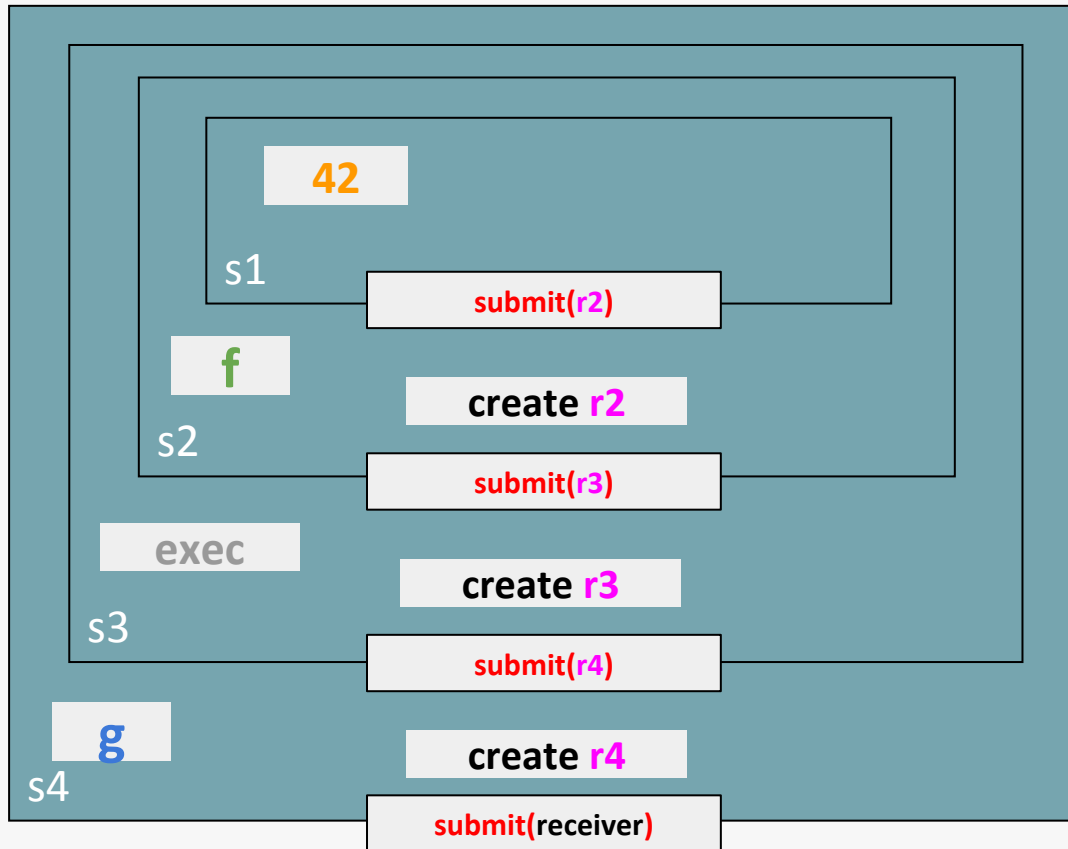 42
s1
submit(r2)
f
create r2
s2
submit(r3)
exec
create r3
s3
submit(r4)
g
create r4
s4
submit(receiver)